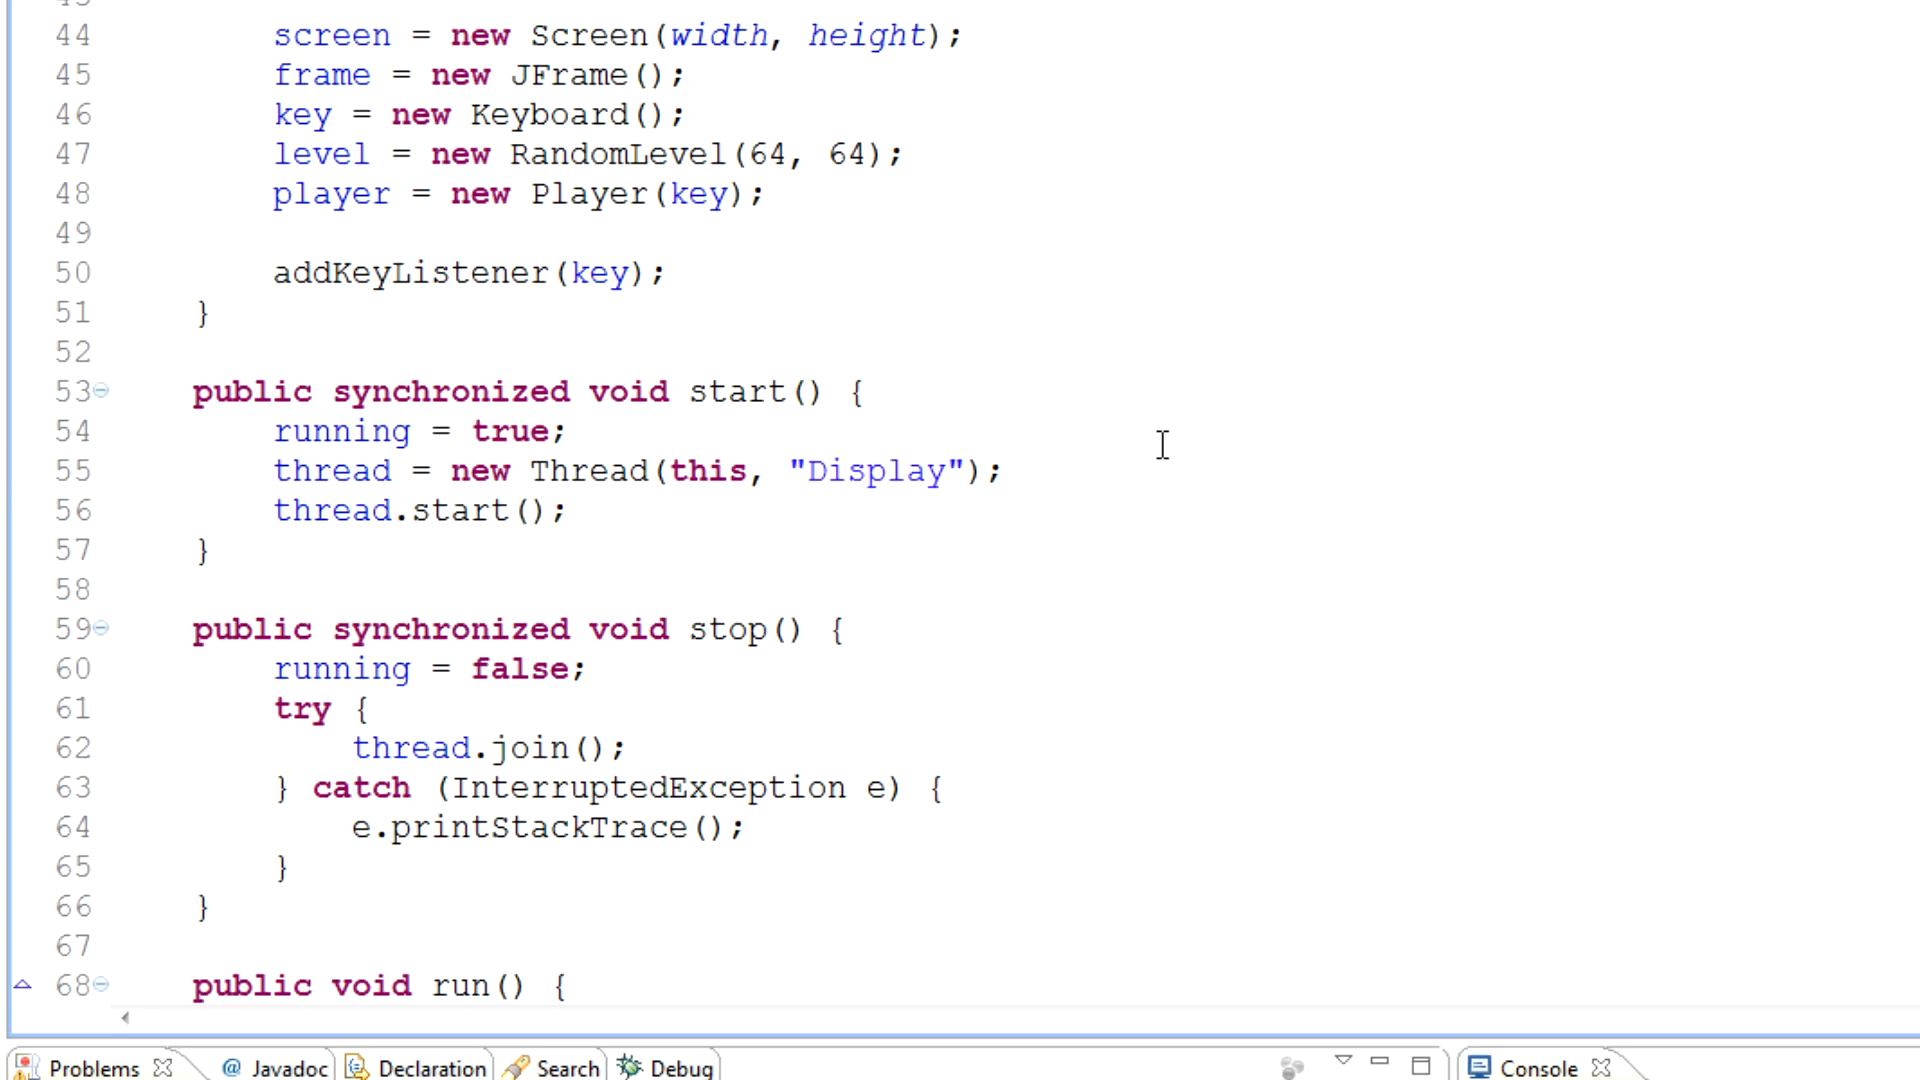 44 screen = new Screen(width, height);
45 frame = new JFrame();
46 key = new Keyboard();
47 level = new RandomLevel(64, 64);
48 player = new Player(key);
49
50 addKeyListener(key);
51 }
52
53 public synchronized void start() {
54 running = true;
55 thread = new Thread(this, "Display");
56 thread.start();
57 }
58
59 public synchronized void stop() {
60 running = false;
61 try {
62 thread.join();
63 } catch (InterruptedException e) {
64 e.printStackTrace();
65 }
66 }
67
68 public void run() {
Problems @ Javadoc Declaration Search Debug Console